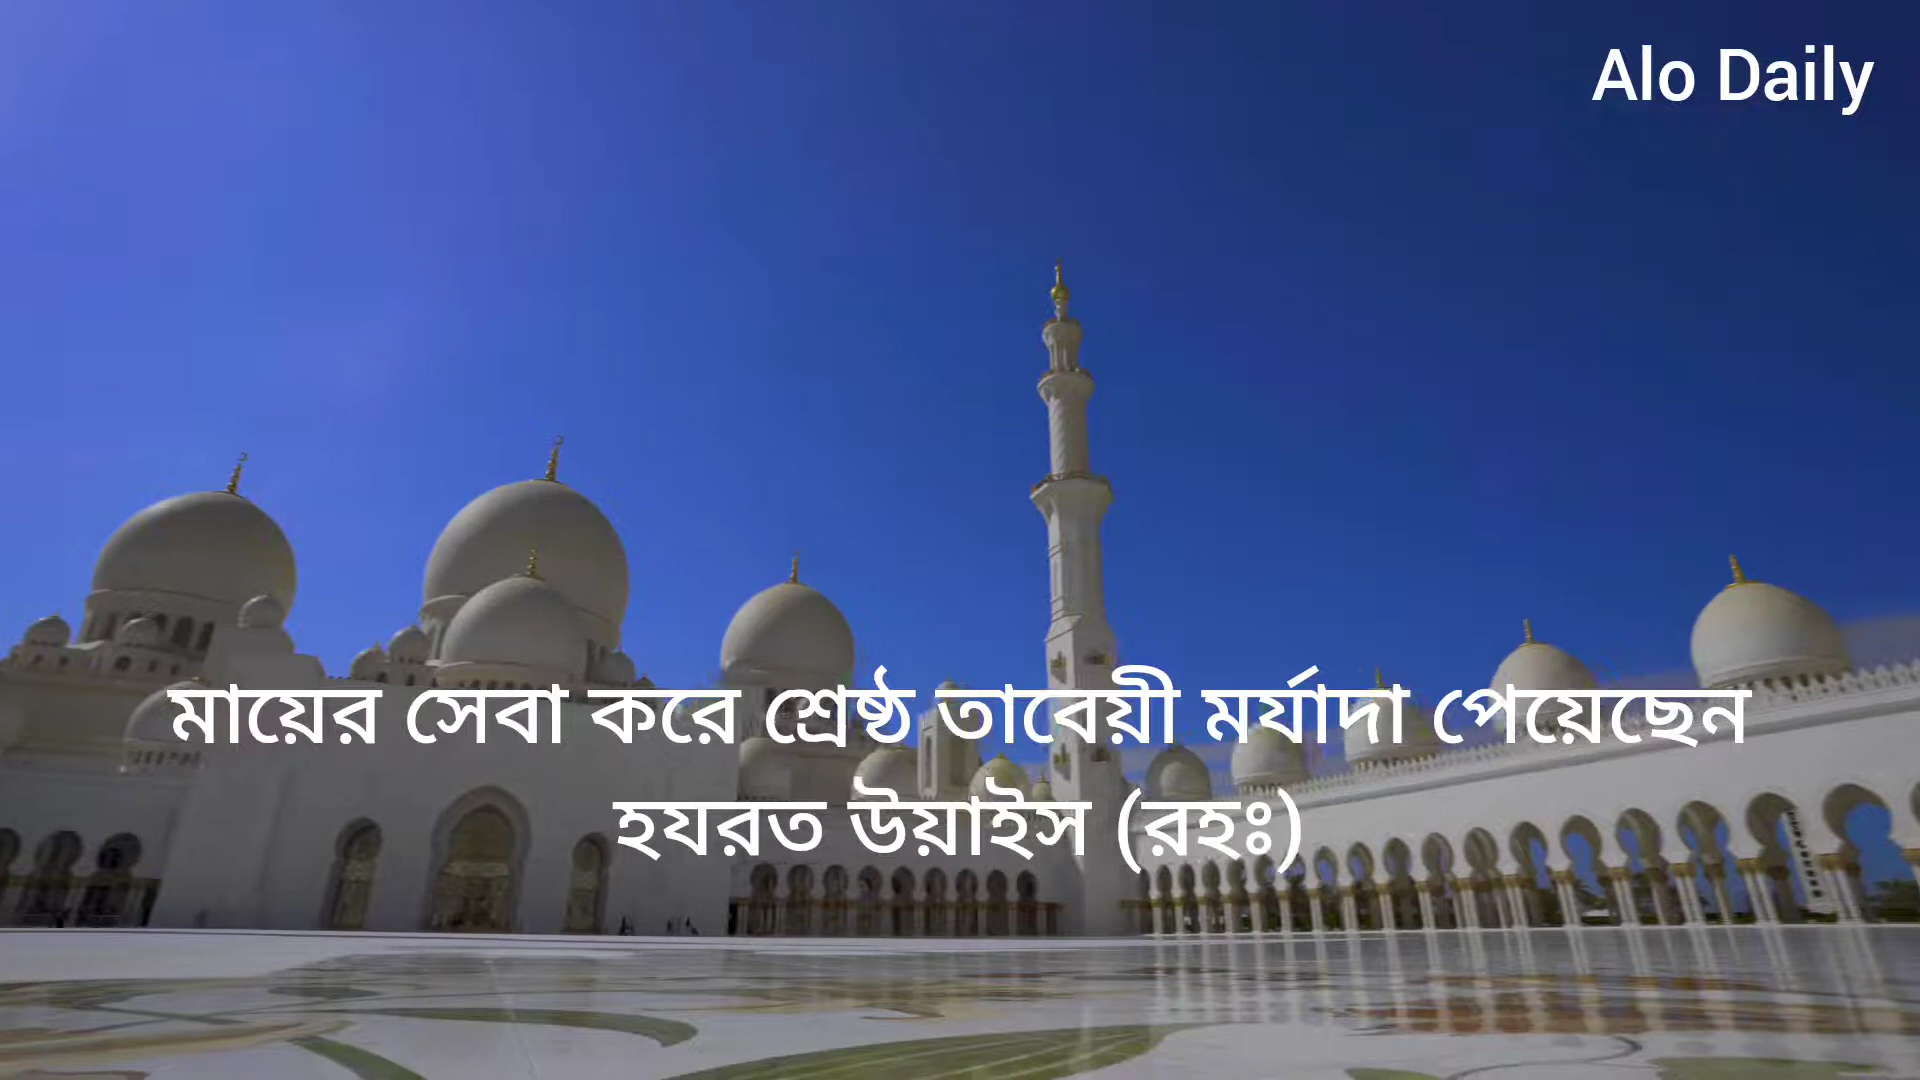 Alo Daily
মায়ের সেবা করে শ্রেষ্ঠ তাবেয়ী মর্যাদা পেয়েছেন
হযরত উয়াইস (রহঃ)